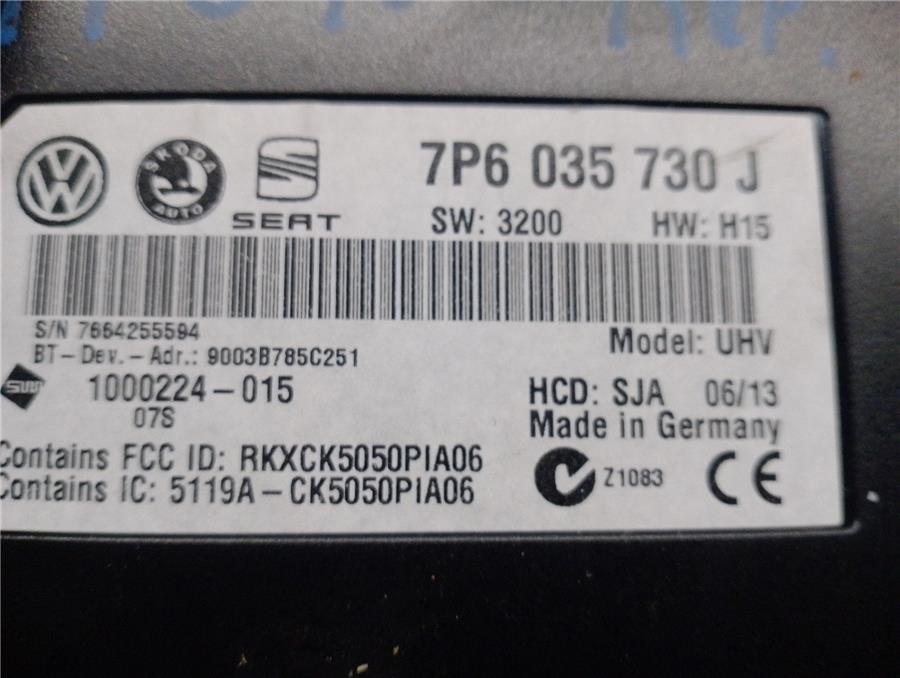 ŠKODA
AUTO
SEAT
7P6 035 730 J
SW: 3200 HW: H15
S/N 7664255594
BT-Dev.-Adr.: 9003B785C251
1000224-015
07S
Model: UHV
HCD: SJA 06/13
Made in Germany
Contains FCC ID: RKXCK5050PIA06
Contains IC: 5119A-CK5050PIA06
Z1083
CE